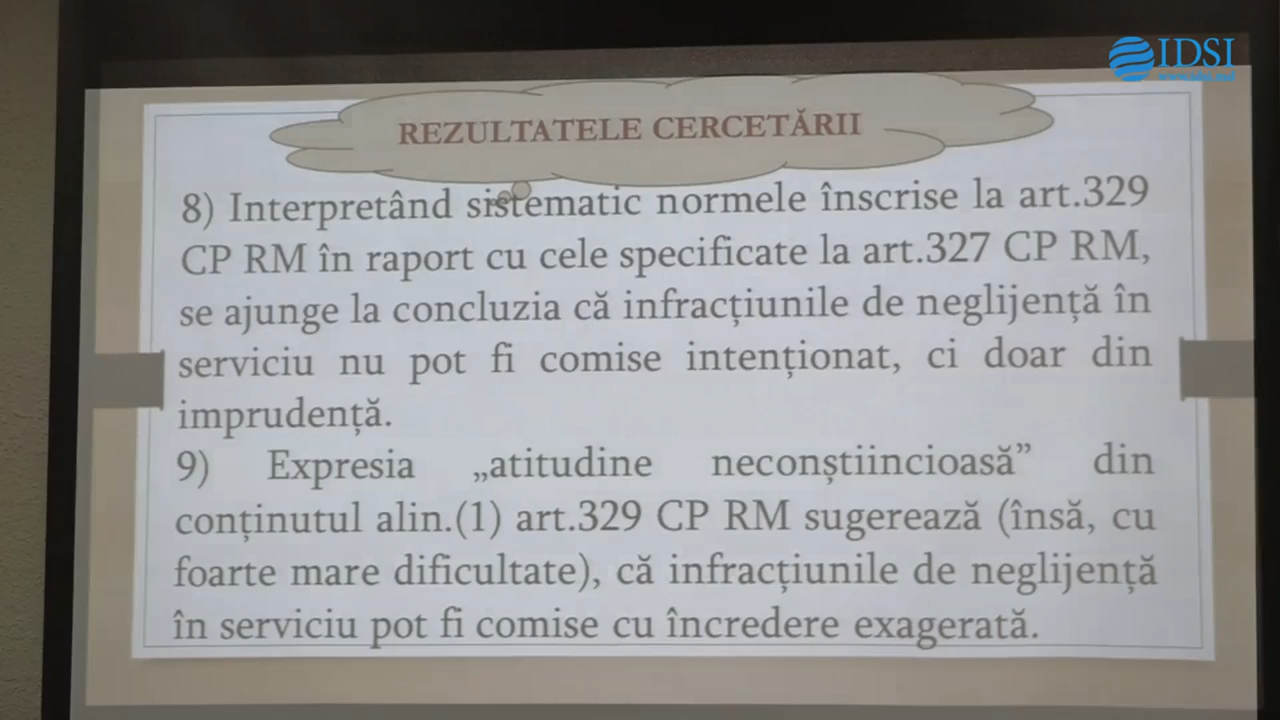 IDSI
www.idsi.md
REZULTATELE CERCETĂRII
8) Interpretând sistematic normele înscrise la art.329
CP RM în raport cu cele specificate la art.327 CP RM,
se ajunge la concluzia că infracțiunile de neglijență în
serviciu nu pot fi comise intenționat, ci doar din
imprudență.
9) Expresia „atitudine neconștiincioasă” din
conținutul alin.(1) art.329 CP RM sugerează (însă, cu
foarte mare dificultate), că infracțiunile de neglijență
în serviciu pot fi comise cu încredere exagerată.